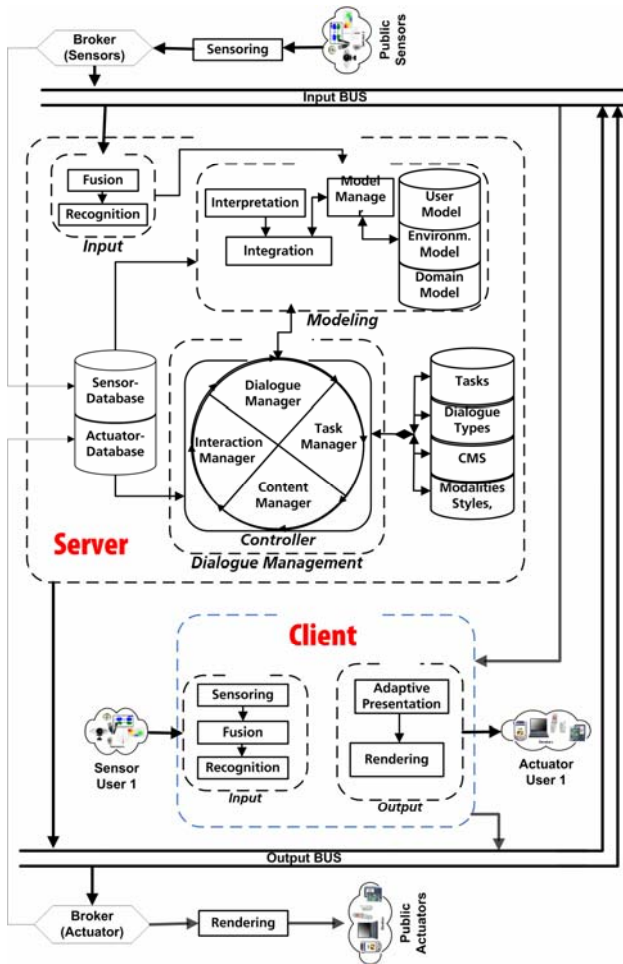 Broker
(Sensors)
Sensoring
Public
Sensors
Input BUS
Fusion
Recognition
Input
Interpretation
Integration
Model
Manage
r
User
Model
Environm.
Model
Domain
Model
Modeling
Sensor-
Database
Actuator-
Database
Dialogue
Manager
Interaction
Manager
Task
Manager
Content
Manager
Controller
Dialogue Management
Tasks
Dialogue
Types
CMS
Modalities
Styles,
Server
Client
Sensoring
Fusion
Recognition
Input
Adaptive
Presentation
Rendering
Output
Sensor
User 1
Actuator
User 1
Output BUS
Broker
(Actuator)
Rendering
Public
Actuators